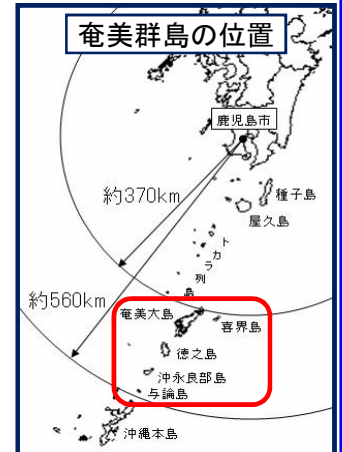 奄美群島の位置
鹿児島市
約370km
種子島
屋久島
トカラ列島
約560km
奄美大島
喜界島
徳之島
沖永良部島
与論島
沖縄本島